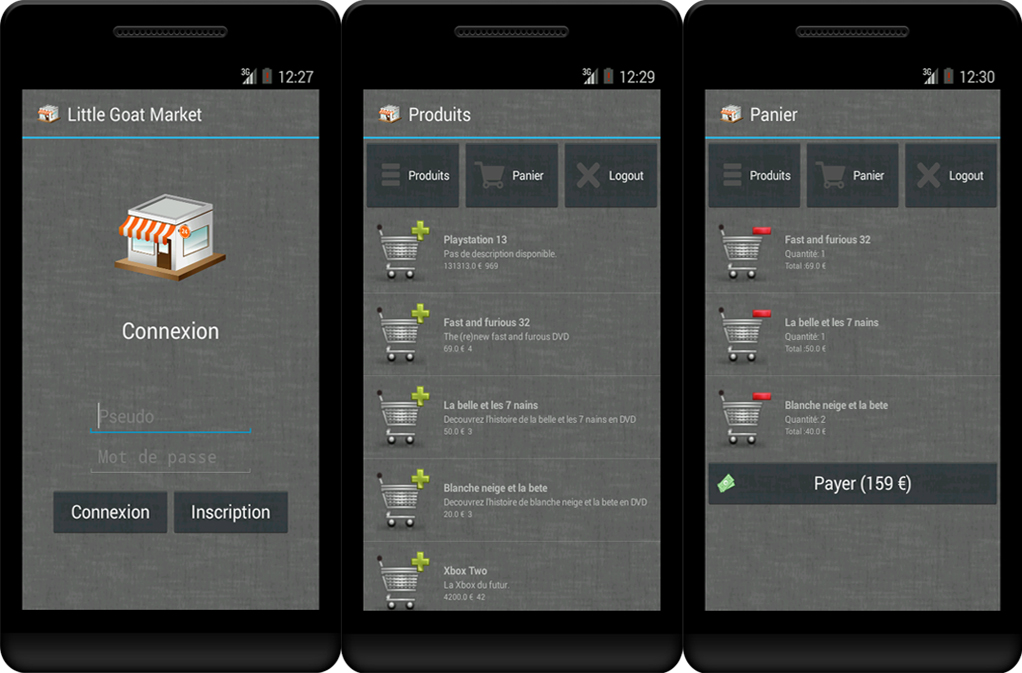 3G 12:27
Little Goat Market
Connexion
Pseudo
Mot de passe
Connexion Inscription
3G 12:29
Produits
Produits Panier Logout
Playstation 13
Pas de description disponible.
131313.0 € 969
Fast and furious 32
The (re)new fast and furous DVD
69.0 € 4
La belle et les 7 nains
Decouvrez l'histoire de la belle et les 7 nains en DVD
50.0 € 3
Blanche neige et la bete
Decouvrez l'histoire de blanche neige et la bete en DVD
20.0 € 3
Xbox Two
La Xbox du futur.
4200.0 € 42
3G 12:30
Panier
Produits Panier Logout
Fast and furious 32
Quantité: 1
Total :69.0 €
La belle et les 7 nains
Quantité: 1
Total :50.0 €
Blanche neige et la bete
Quantité: 2
Total :40.0 €
Payer (159 €)